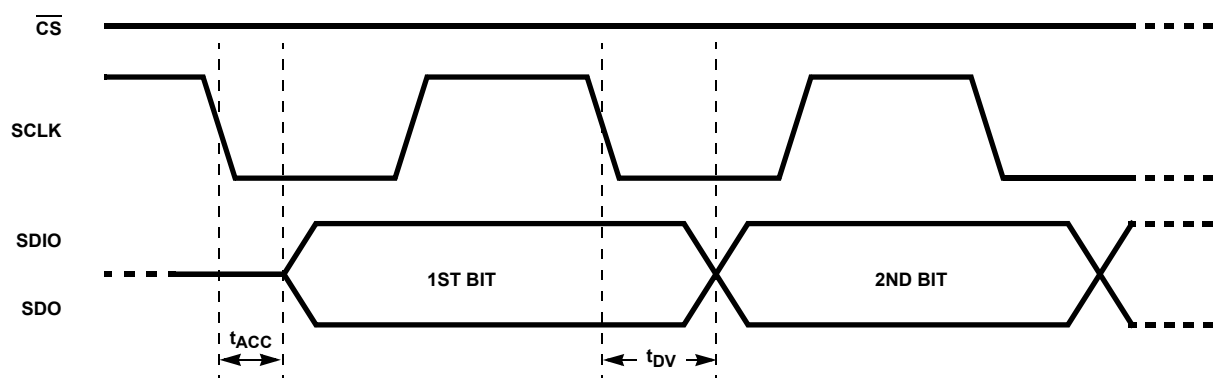 CS
SCLK
SDIO
1ST BIT
2ND BIT
SDO
tACC
tDV